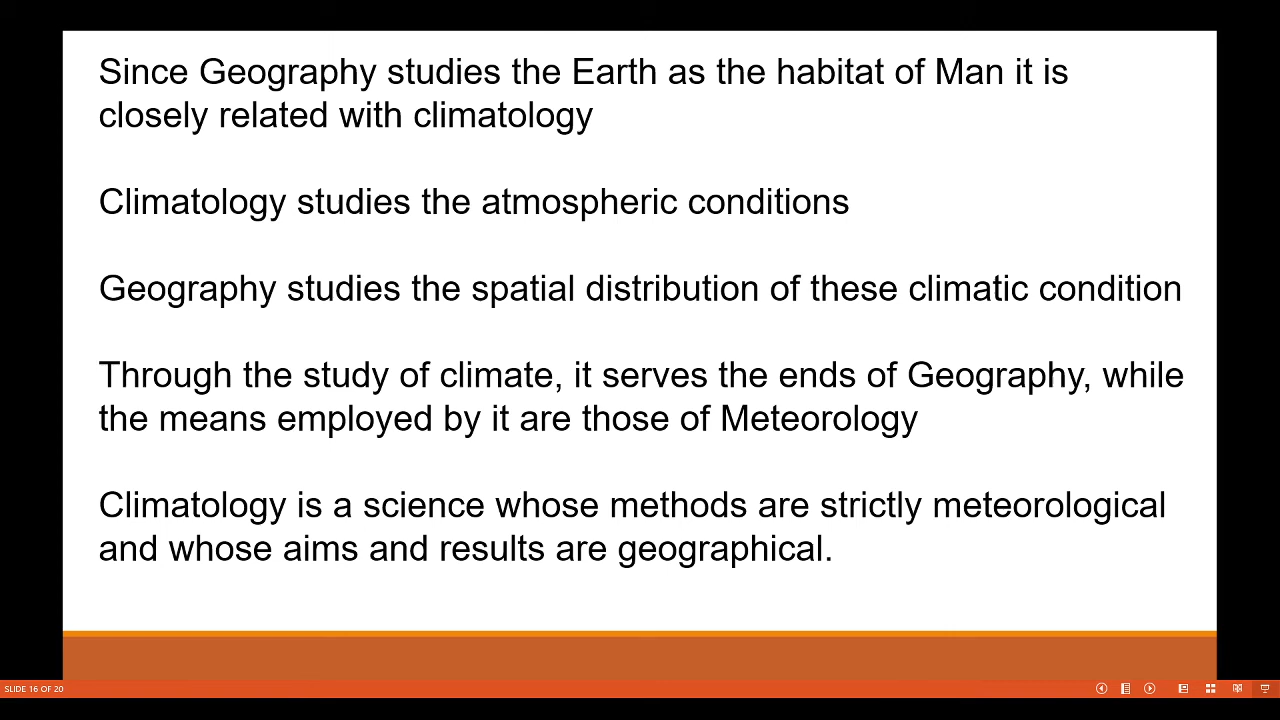 Since Geography studies the Earth as the habitat of Man it is
closely related with climatology
Climatology studies the atmospheric conditions
Geography studies the spatial distribution of these climatic condition
Through the study of climate, it serves the ends of Geography, while
the means employed by it are those of Meteorology
Climatology is a science whose methods are strictly meteorological
and whose aims and results are geographical.
SLIDE 16 OF 20